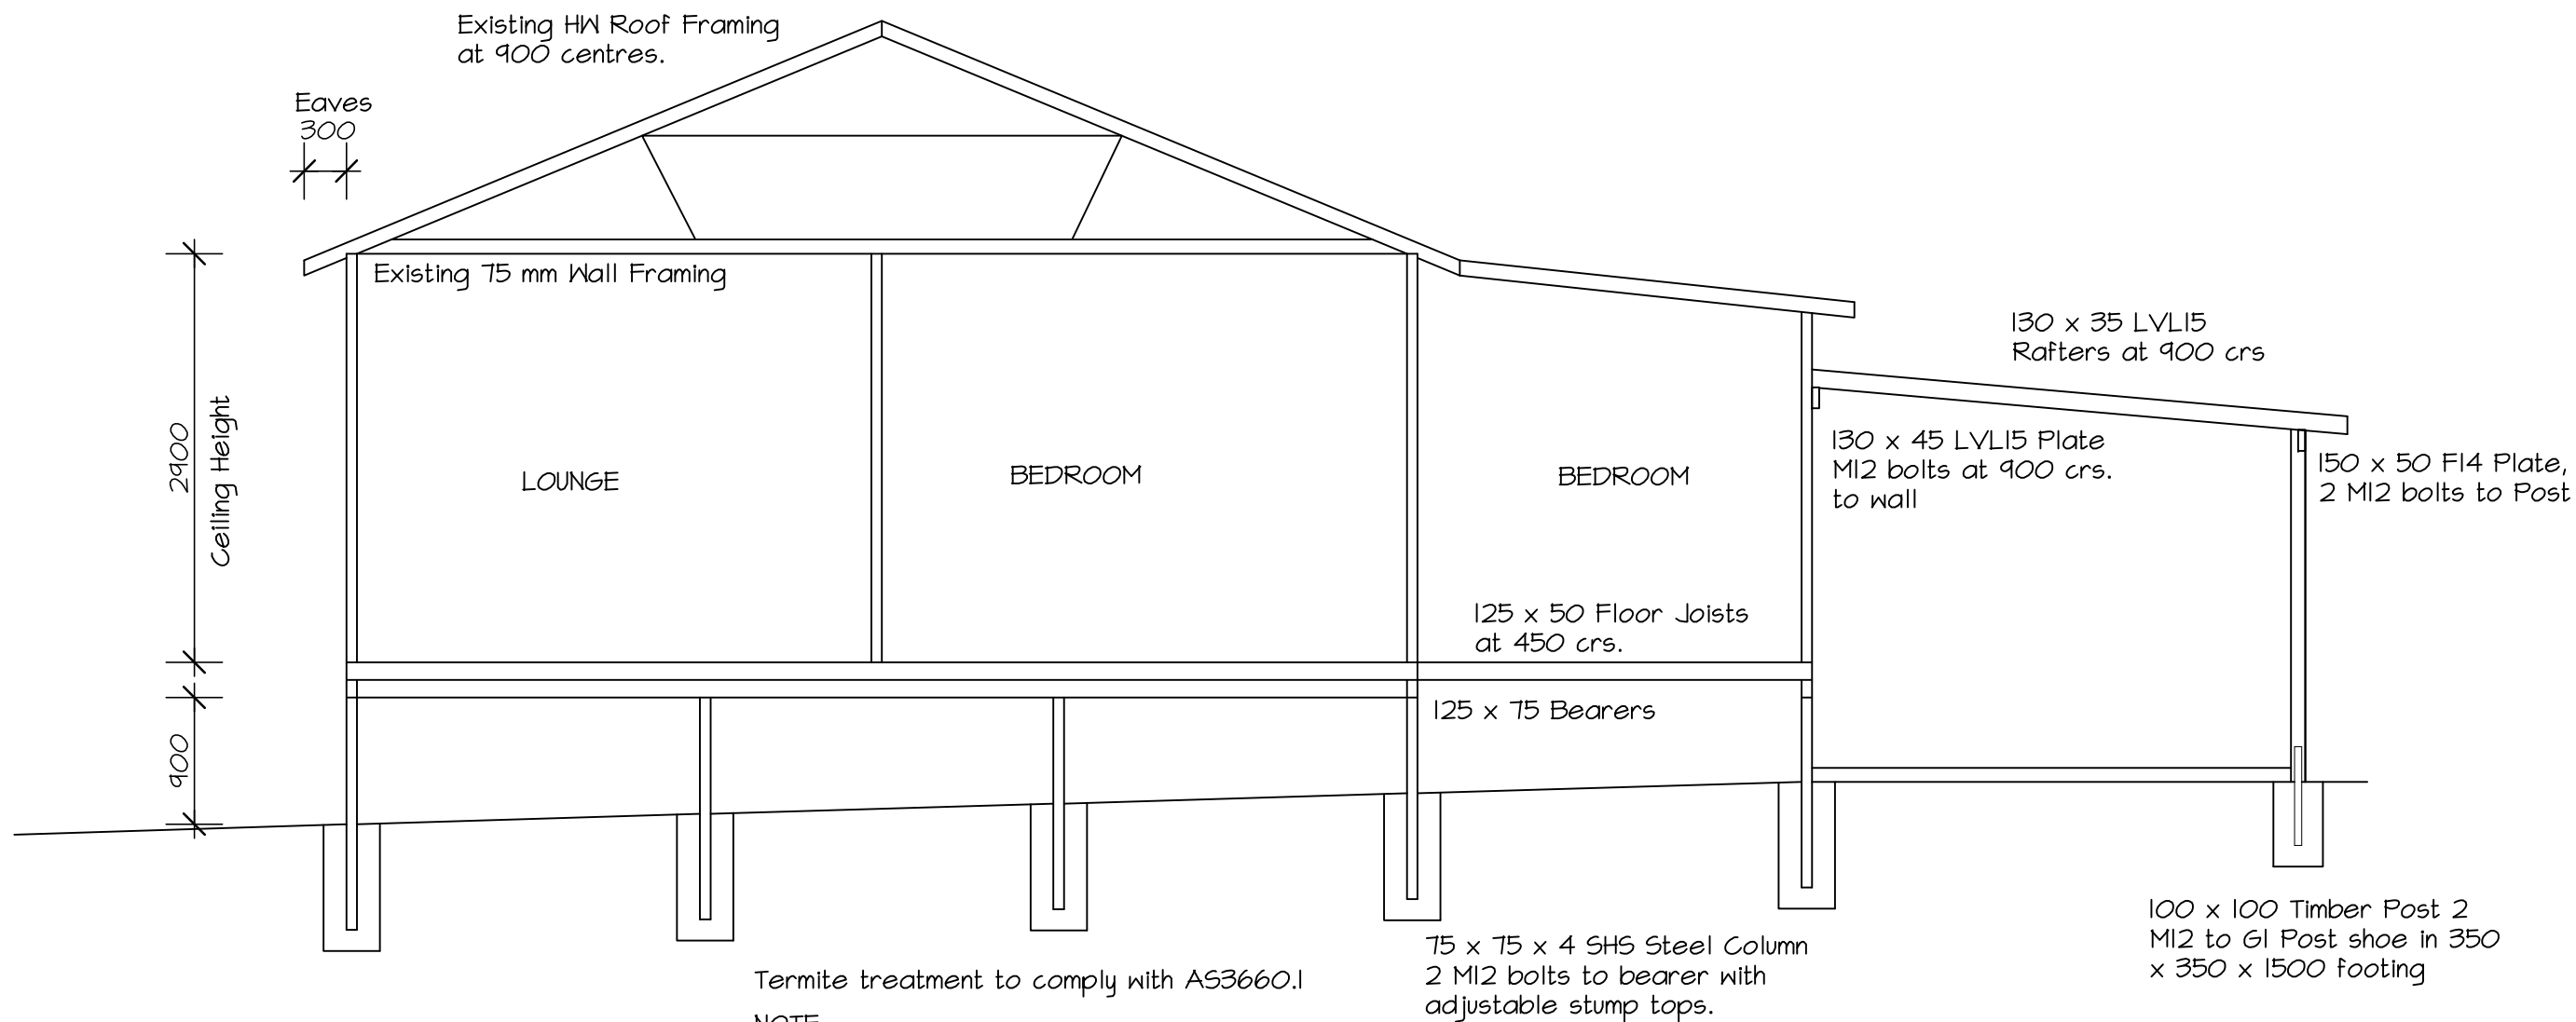 Existing HW Roof Framing
at 900 centres.
Eaves
300
Existing 75 mm Wall Framing
130 x 35 LVL15
Rafters at 900 crs
2900
Ceiling Height
LOUNGE
BEDROOM
BEDROOM
130 x 45 LVL15 Plate
M12 bolts at 900 crs.
to wall
150 x 50 F14 Plate,
2 M12 bolts to Post
125 x 50 Floor Joists
at 450 crs.
125 x 75 Bearers
900
100 x 100 Timber Post 2
M12 to G1 Post shoe in 350
x 350 x 1500 footing
75 x 75 x 4 SHS Steel Column
2 M12 bolts to bearer with
adjustable stump tops.
Termite treatment to comply with AS3660.1
NOTE